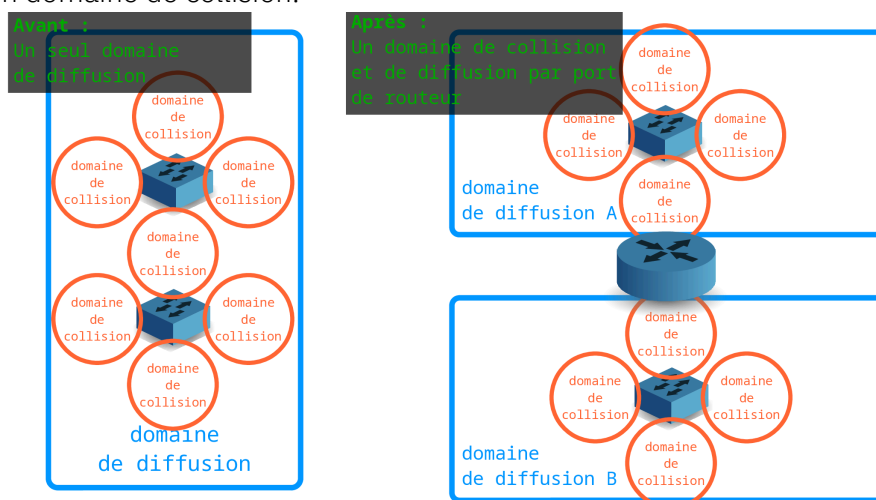 n domaine de collision.
Avant :
Un seul domaine
de diffusion
domaine
de
collision
domaine
de
collision
domaine
de
collision
domaine
de
collision
domaine
de
collision
domaine
de
collision
domaine
de
collision
domaine
de diffusion
Après :
Un domaine de collision
et de diffusion par port
de routeur
domaine
de
collision
domaine
de
collision
domaine
de
collision
domaine
de
collision
domaine
de diffusion A
domaine
de
collision
domaine
de
collision
domaine
de
collision
domaine
de
collision
domaine
de diffusion B